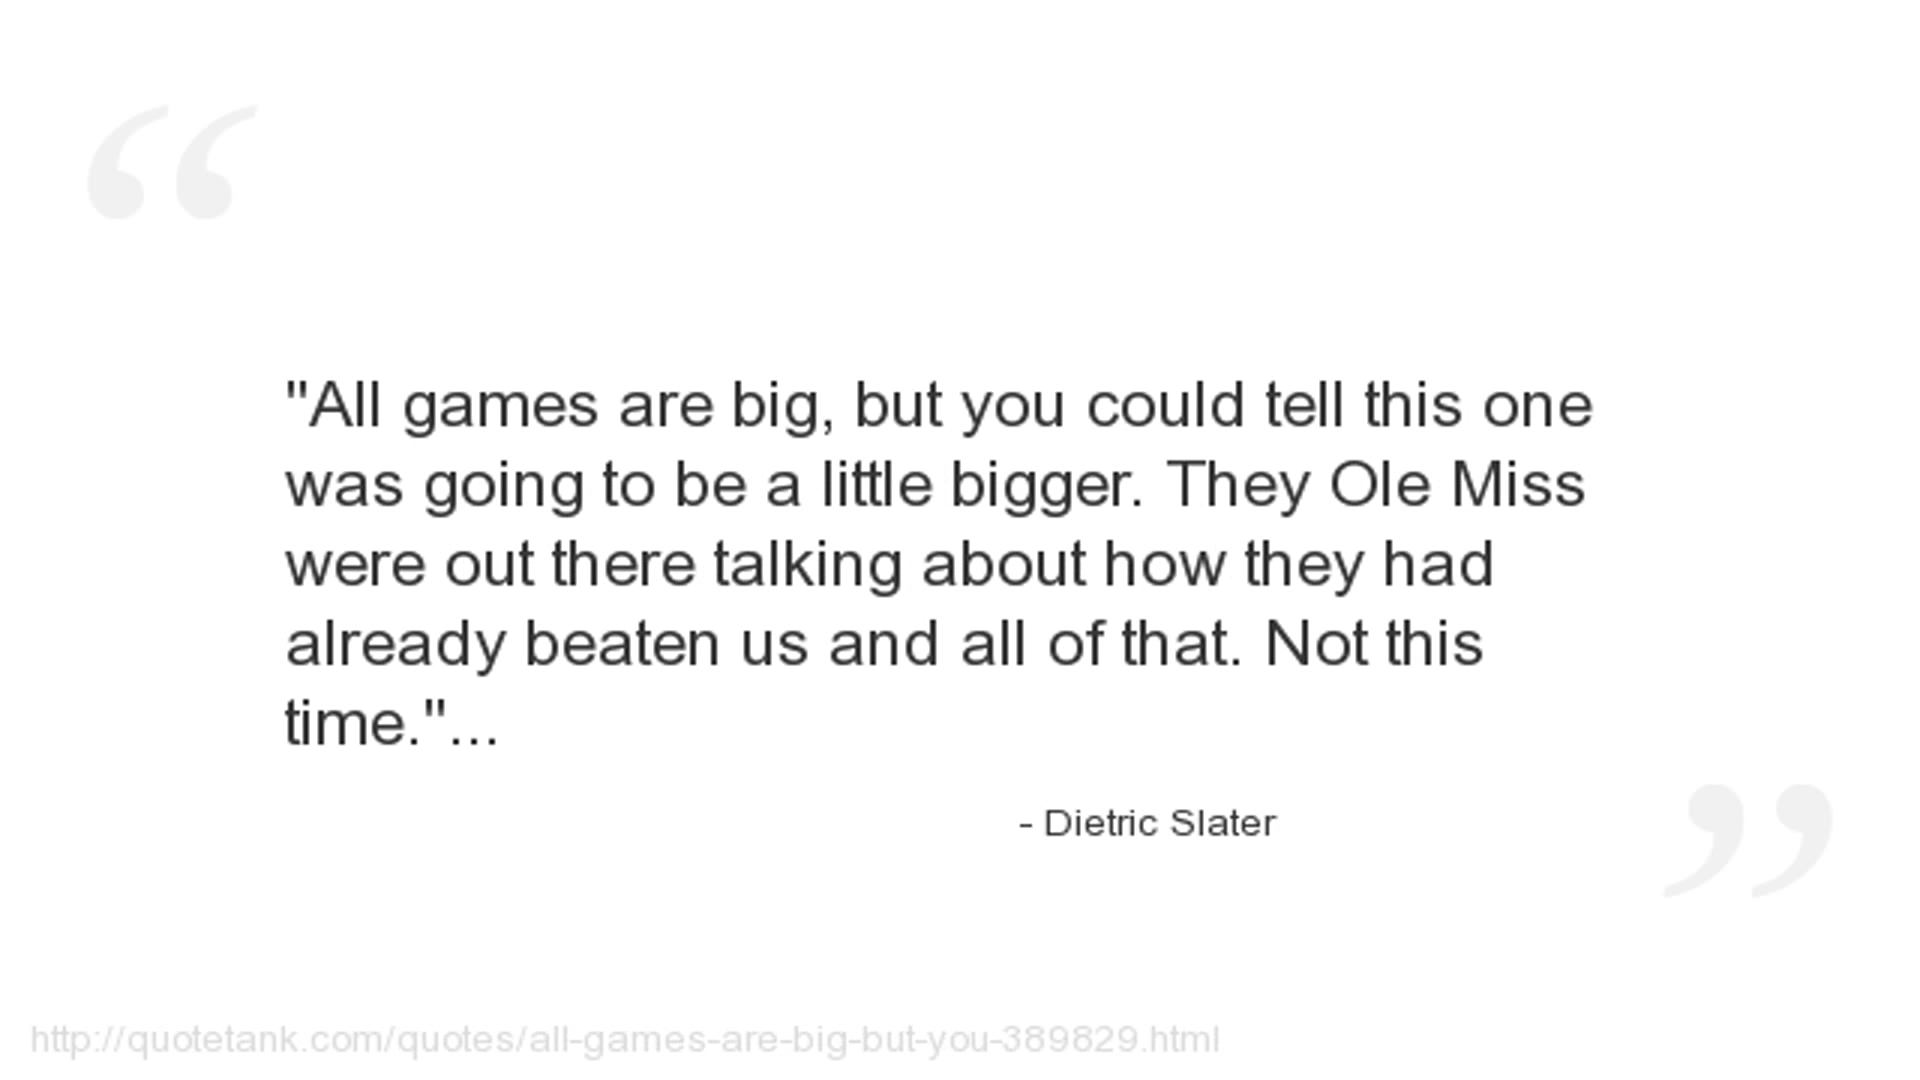 "All games are big, but you could tell this one
was going to be a little bigger. They Ole Miss
were out there talking about how they had
already beaten us and all of that. Not this
time."...
- Dietric Slater
http://quotetank.com/quotes/all-games-are-big-but-you-389829.html